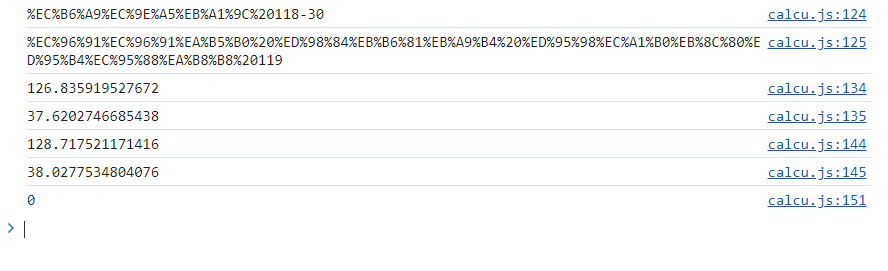 %EC%B6%A9%EC%9E%A5%EB%A1%9C%20118-30 calcu.js:124
%EC%96%91%EC%96%91%EA%B5%B0%20%ED%98%84%EB%B6%81%EB%A9%B4%20%ED%95%98%EC%A1%B0%EB%8C%80%E calcu.js:125
D%95%B4%EC%95%88%EA%B8%B8%20119
126.835919527672 calcu.js:134
37.6202746685438 calcu.js:135
128.717521171416 calcu.js:144
38.0277534804076 calcu.js:145
0 calcu.js:151